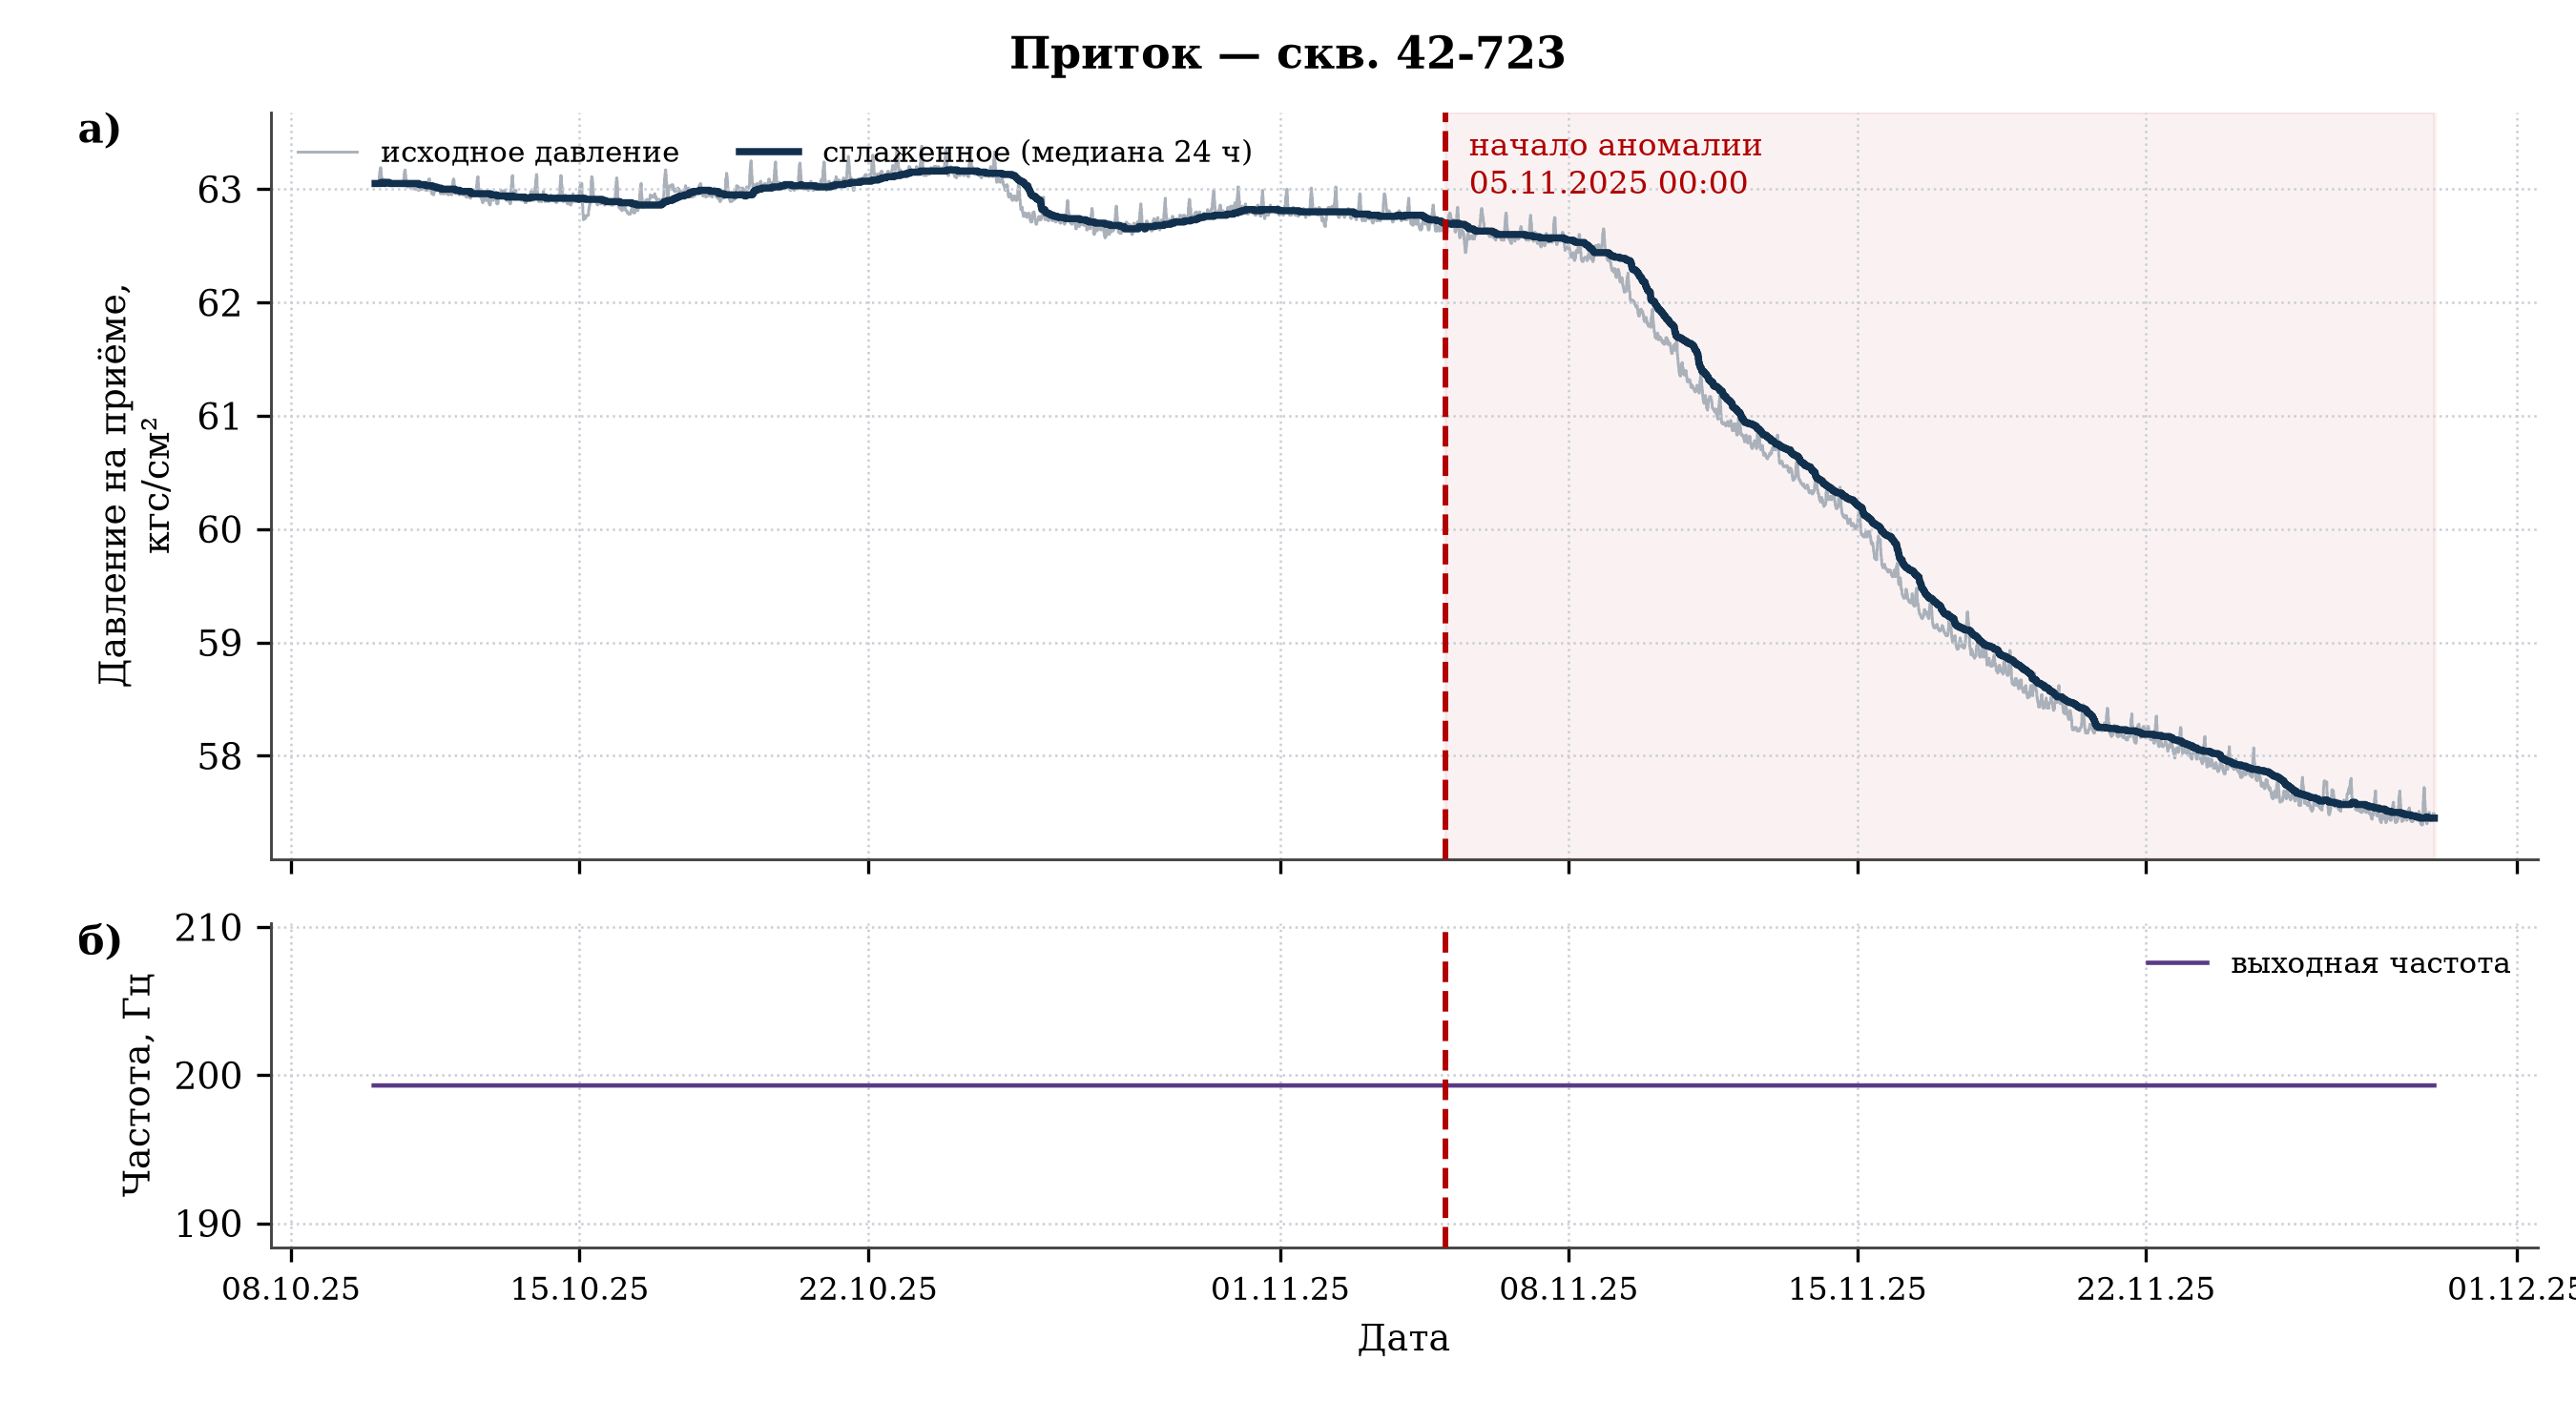 Приток — скв. 42-723
а)
исходное давление
сглаженное (медиана 24 ч)
начало аномалии
05.11.2025 00:00
Давление на приёме,
кгс/см²
63
62
61
60
59
58
б)
выходная частота
Частота, Гц
210
200
190
08.10.25
15.10.25
22.10.25
01.11.25
08.11.25
15.11.25
22.11.25
01.12.25
Дата